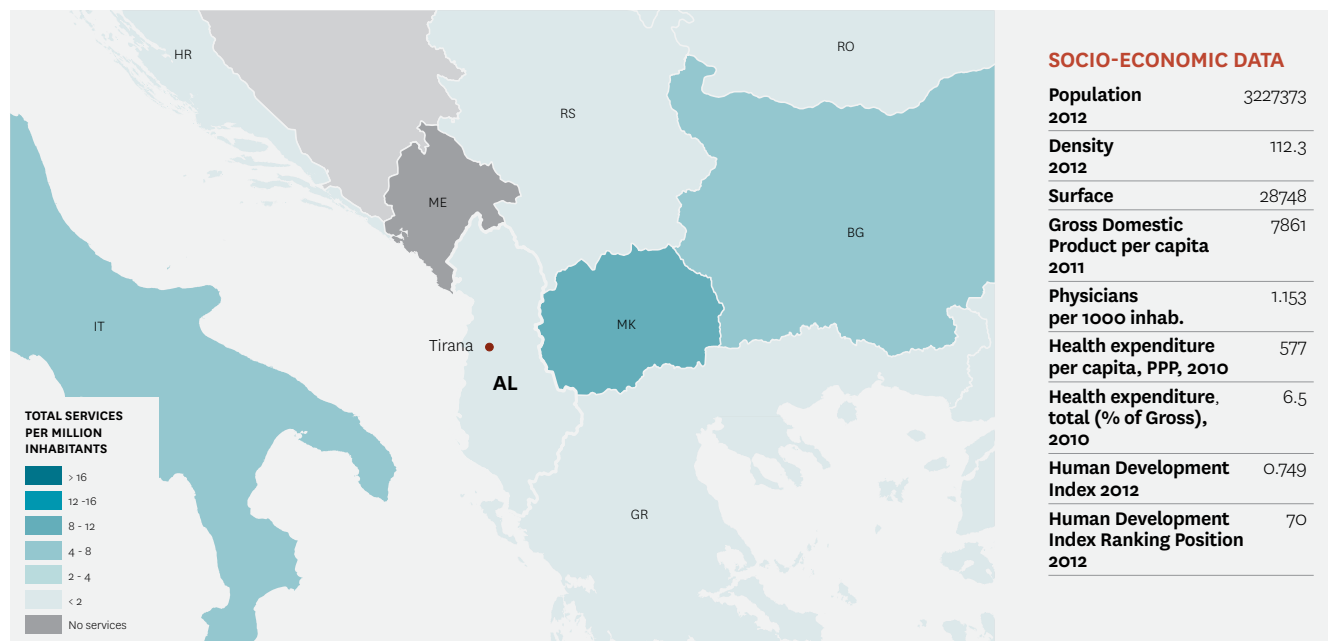 HR
RO
RS
ME
BG
IT
MK
Tirana
AL
GR
TOTAL SERVICES
PER MILLION
INHABITANTS
> 16
12 -16
8 - 12
4 - 8
2 - 4
< 2
No services
SOCIO-ECONOMIC DATA
Population 3227373
2012
Density 112.3
2012
Surface 28748
Gross Domestic 7861
Product per capita
2011
Physicians 1.153
per 1000 inhab.
Health expenditure 577
per capita, PPP, 2010
Health expenditure, 6.5
total (% of Gross),
2010
Human Development 0.749
Index 2012
Human Development 70
Index Ranking Position
2012